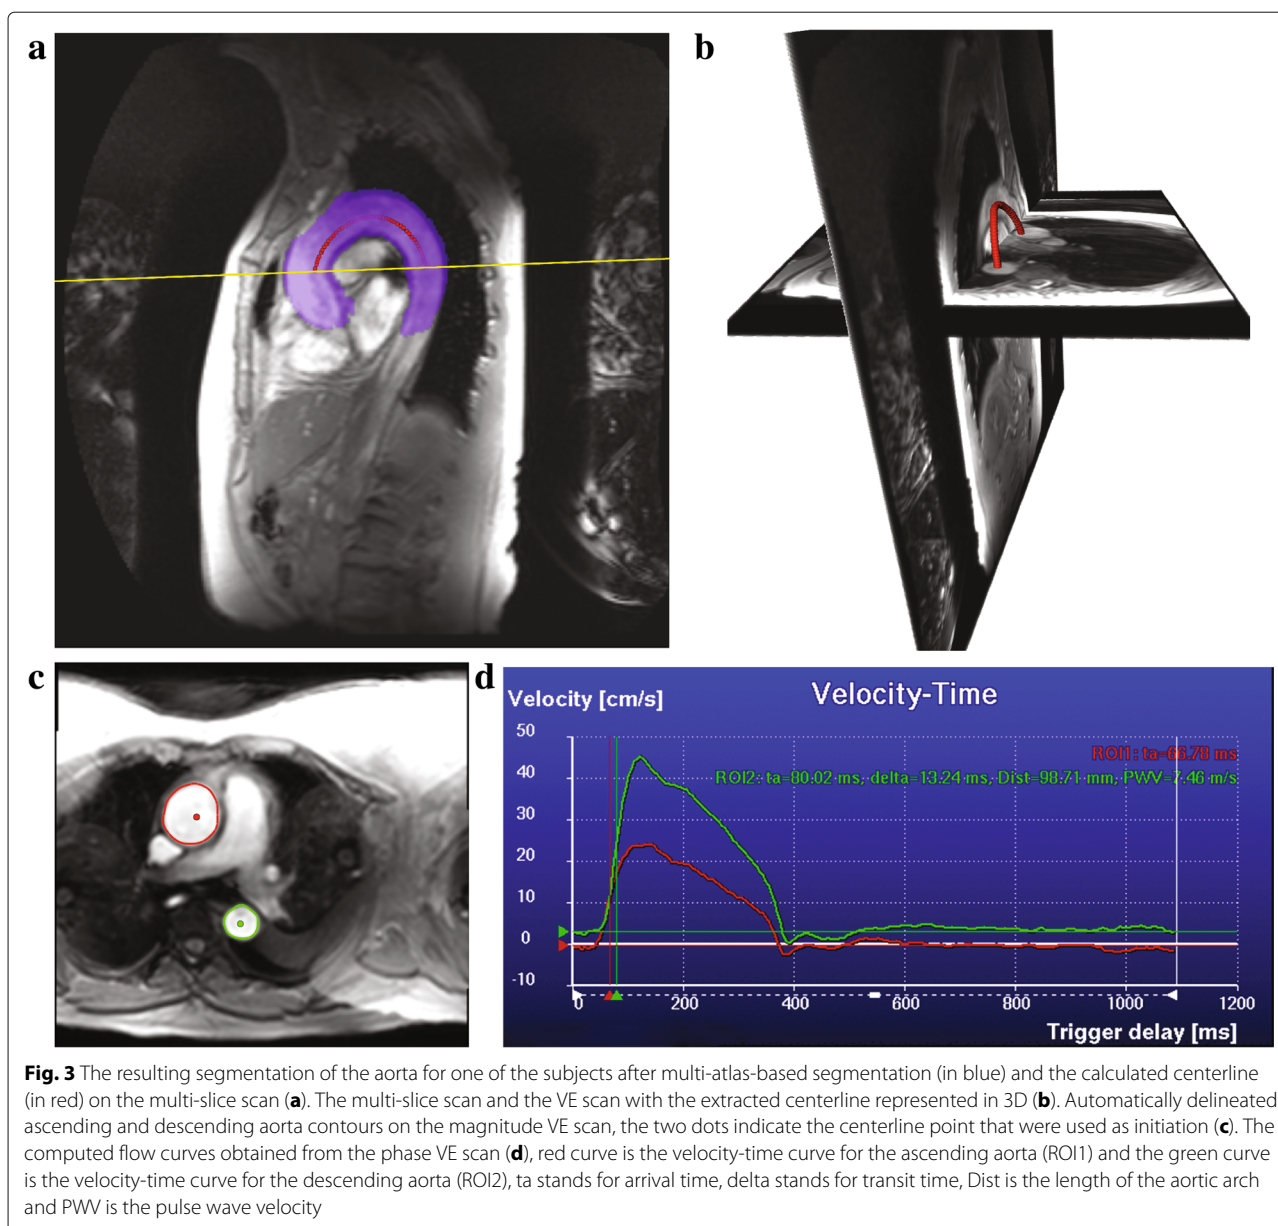 a
b
c
d
Velocity-Time
Velocity [cm/s]
50
40
30
20
10
0
-10
ROI1: ta=66.78 ms
ROI2: ta=80.02 ms, delta=13.24 ms, Dist=98.71 mm, PWV=7.46 m/s
0 200 400 600 800 1000 1200
Trigger delay [ms]
Fig. 3 The resulting segmentation of the aorta for one of the subjects after multi-atlas-based segmentation (in blue) and the calculated centerline
(in red) on the multi-slice scan (a). The multi-slice scan and the VE scan with the extracted centerline represented in 3D (b). Automatically delineated
ascending and descending aorta contours on the magnitude VE scan, the two dots indicate the centerline point that were used as initiation (c). The
computed flow curves obtained from the phase VE scan (d), red curve is the velocity-time curve for the ascending aorta (ROI1) and the green curve
is the velocity-time curve for the descending aorta (ROI2), ta stands for arrival time, delta stands for transit time, Dist is the length of the aortic arch
and PWV is the pulse wave velocity